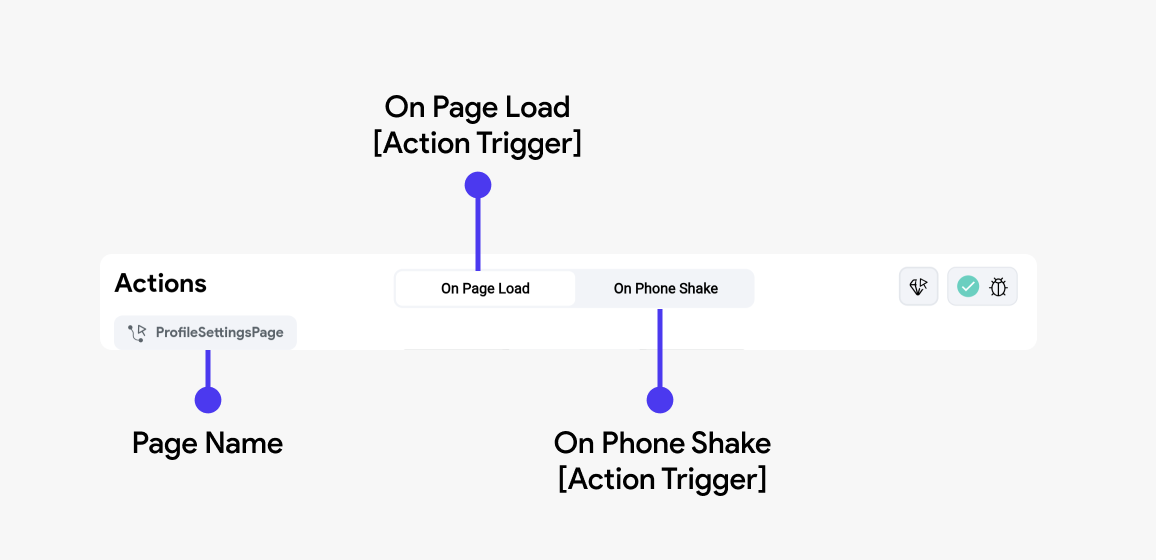 On Page Load
[Action Trigger]
Actions
On Page Load
On Phone Shake
ProfileSettingsPage
Page Name
On Phone Shake
[Action Trigger]